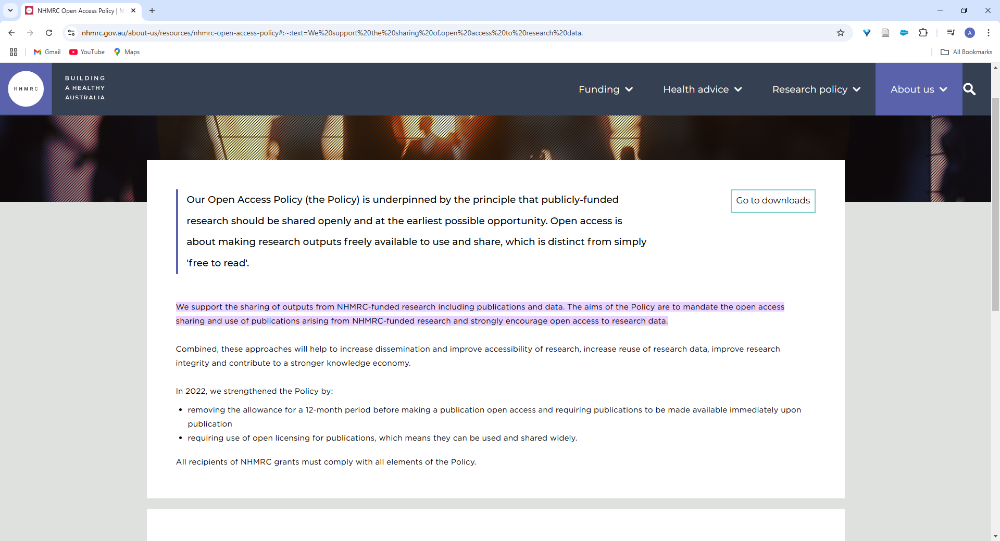 NHMRC Open Access Policy | N
nhmrc.gov.au/about-us/resources/nhmrc-open-access-policy#:~:text=We%20support%20the%20sharing%20of,open%20access%20to%20research%20data.
A
Gmail
YouTube
Maps
All Bookmarks
NHMRC
BUILDING
A HEALTHY
AUSTRALIA
Funding
Health advice
Research policy
About us
Our Open Access Policy (the Policy) is underpinned by the principle that publicly-funded
research should be shared openly and at the earliest possible opportunity. Open access is
about making research outputs freely available to use and share, which is distinct from simply
'free to read'.
Go to downloads
We support the sharing of outputs from NHMRC-funded research including publications and data. The aims of the Policy are to mandate the open access
sharing and use of publications arising from NHMRC-funded research and strongly encourage open access to research data.
Combined, these approaches will help to increase dissemination and improve accessibility of research, increase reuse of research data, improve research
integrity and contribute to a stronger knowledge economy.
In 2022, we strengthened the Policy by:
• removing the allowance for a 12-month period before making a publication open access and requiring publications to be made available immediately upon
publication
• requiring use of open licensing for publications, which means they can be used and shared widely.
All recipients of NHMRC grants must comply with all elements of the Policy.